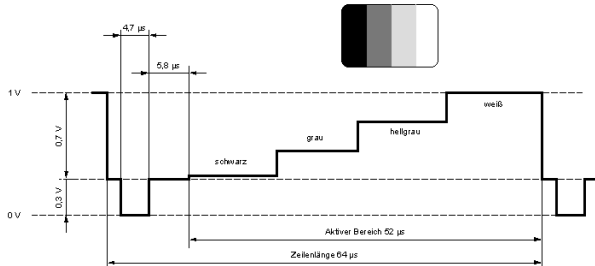 4,7 µs
5,8 µs
1 V
weiß
0,7 V
grau
hellgrau
schwarz
0,3 V
0 V
Aktiver Bereich 52 µs
Zeilenlänge 64 µs